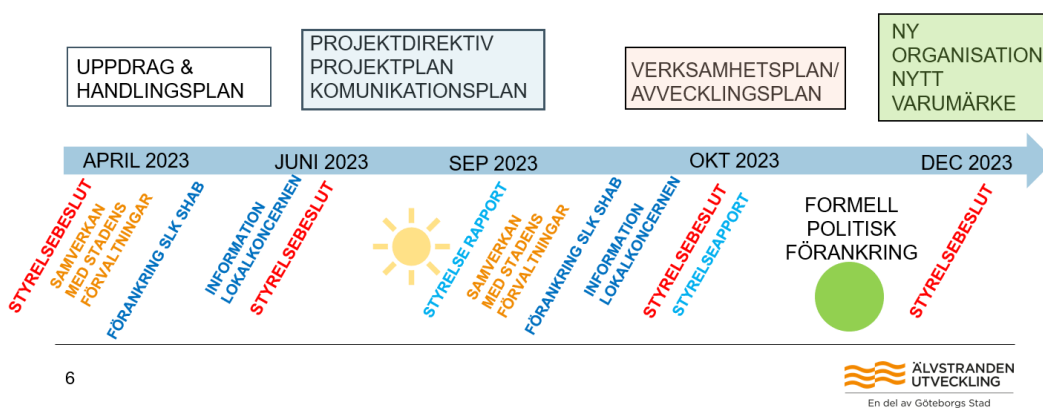 UPPDRAG &
HANDLINGSPLAN
PROJEKTDIREKTIV
PROJEKTPLAN
KOMUNIKATIONSPLAN
VERKSAMHETSPLAN/
AVVECKLINGSPLAN
NY
ORGANISATION
NYTT
VARUMÄRKE
APRIL 2023
JUNI 2023
SEP 2023
OKT 2023
DEC 2023
STYRELSEBESLUT
SAMVERKAN
MED STADENS
FÖRVALTNINGAR
FÖRANKRING SLK SHAB
INFORMATION
LOKALKONCERNEN
STYRELSEBESLUT
STYRELSE RAPPORT
SAMVERKAN
MED STADENS
FÖRVALTNINGAR
FÖRANKRING SLK SHAB
INFORMATION
LOKALKONCERNEN
STYRELSEBESLUT
STYRELSEAPPORT
FORMELL
POLITISK
FÖRANKRING
STYRELSEBESLUT
6
ÄLVSTRANDEN
UTVECKLING
En del av Göteborgs Stad